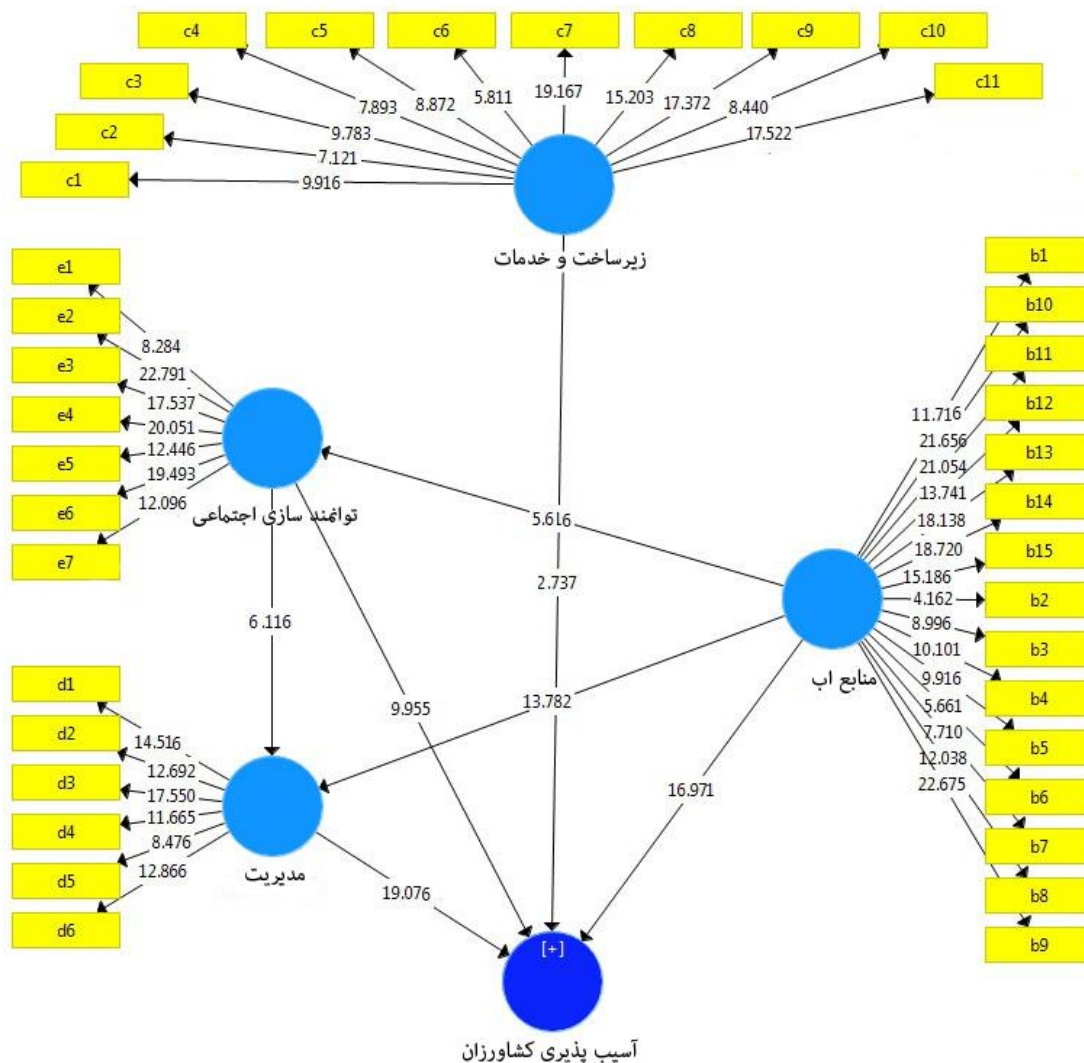 c4
c5
c6
c7
c8
c9
c10
c3
c11
c2
c1
7.893
8.872
5.811
19.167
15.203
17.372
8.440
9.783
17.522
7.121
9.916
زیرساخت و خدمات
e1
e2
e3
e4
e5
e6
e7
8.284
22.791
17.537
20.051
12.446
19.493
12.096
توانمند سازی اجتماعی
b1
b10
b11
b12
b13
b14
b15
b2
b3
b4
b5
b6
b7
b8
b9
11.716
21.656
21.054
13.741
18.138
18.720
15.186
4.162
8.996
10.101
9.916
5.661
7.710
12.038
22.675
منابع اب
5.616
2.737
6.116
9.955
13.782
16.971
d1
d2
d3
d4
d5
d6
14.516
12.692
17.550
11.665
8.476
12.866
مدیریت
19.076
[+]
آسیب پذیری کشاورزان